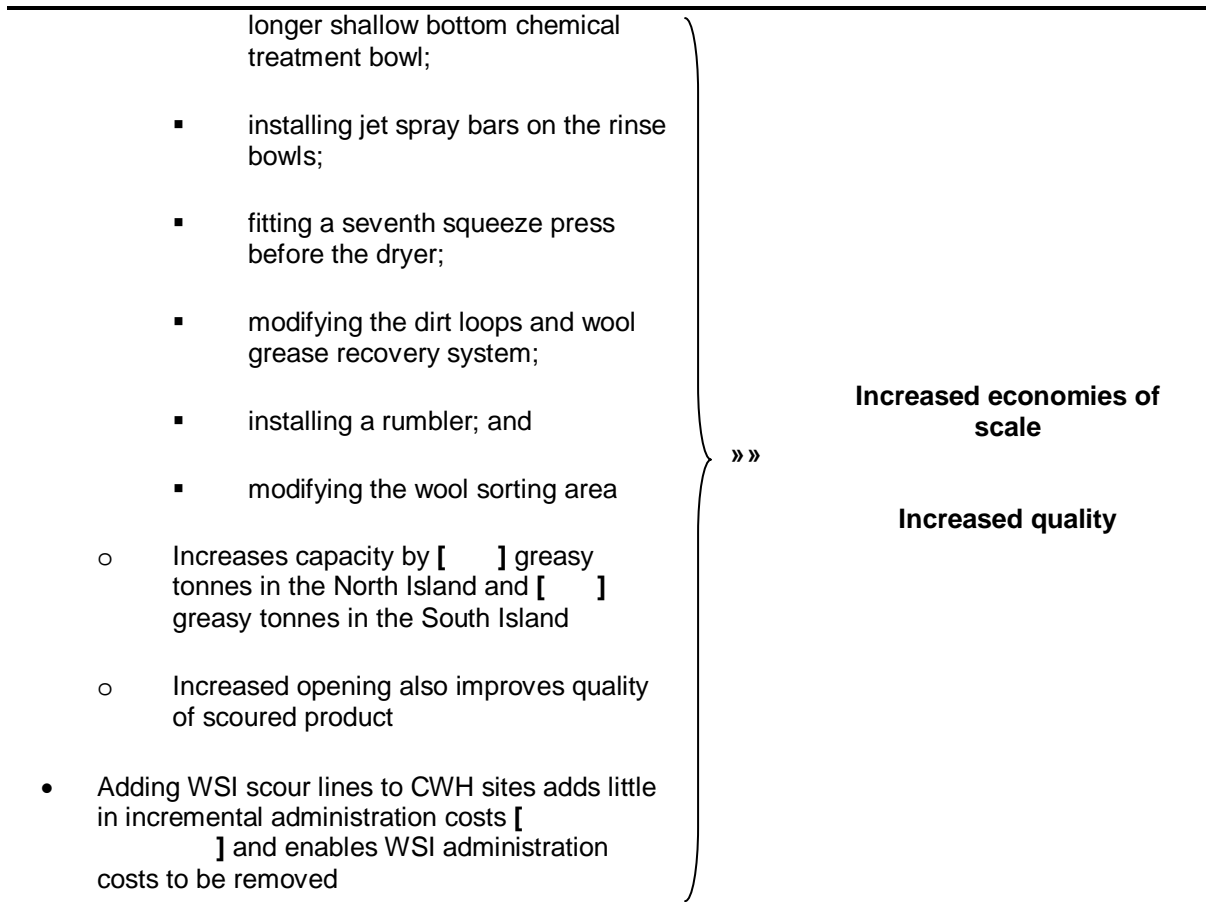 longer shallow bottom chemical
treatment bowl;
▪ installing jet spray bars on the rinse
bowls;
▪ fitting a seventh squeeze press
before the dryer;
▪ modifying the dirt loops and wool
grease recovery system;
▪ installing a rumbler; and
▪ modifying the wool sorting area
o Increases capacity by [ ] greasy
tonnes in the North Island and [ ]
greasy tonnes in the South Island
o Increased opening also improves quality
of scoured product
• Adding WSI scour lines to CWH sites adds little
in incremental administration costs [
] and enables WSI administration
costs to be removed
»»
Increased economies of
scale
Increased quality